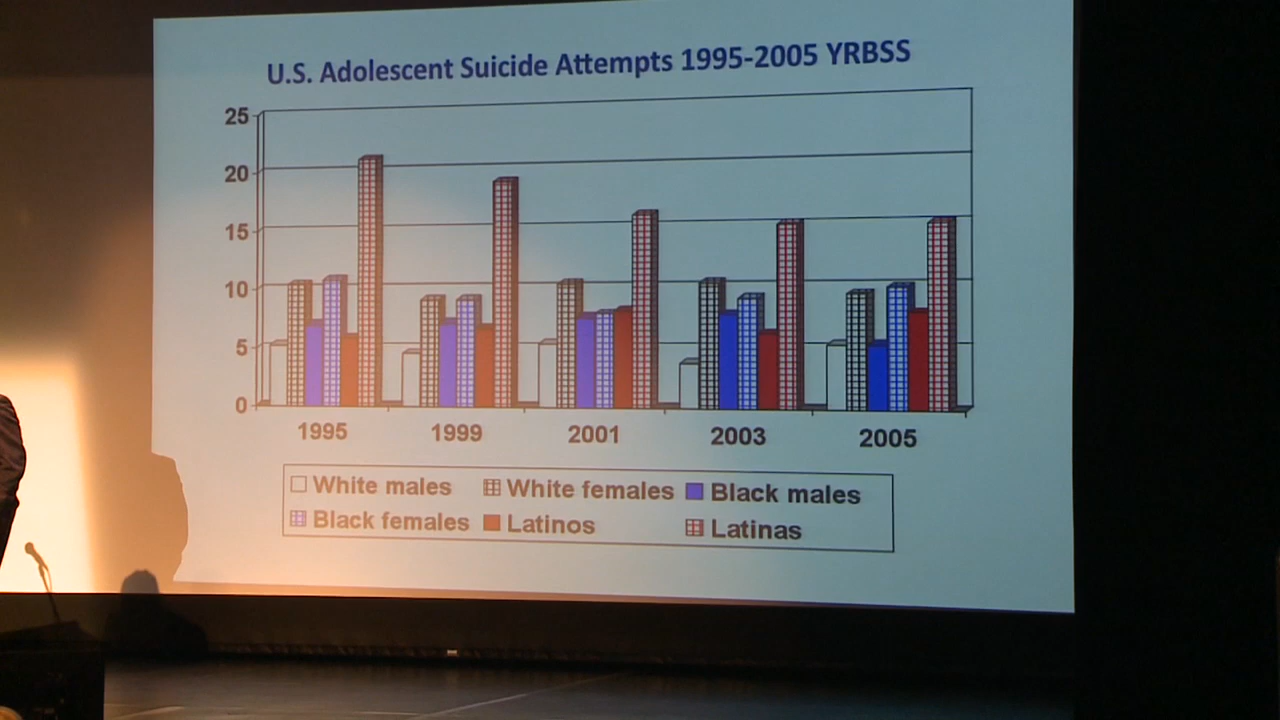 U.S. Adolescent Suicide Attempts 1995-2005 YRBSS
25
20
15
10
5
0
1995 1999 2001 2003 2005
White males White females Black males
Black females Latinos Latinas